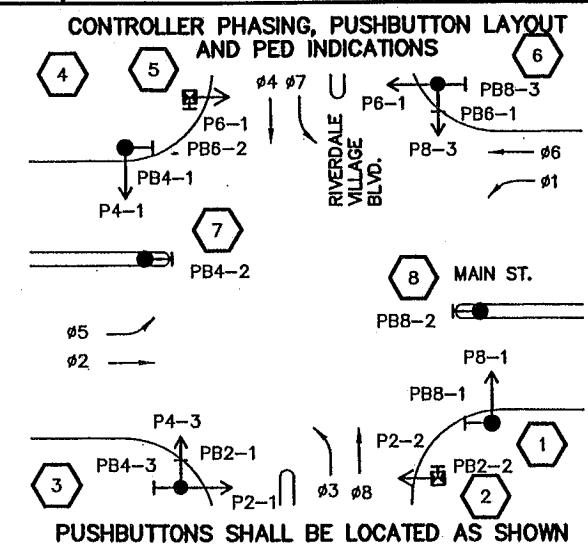 CONTROLLER PHASING, PUSHBUTTON LAYOUT
AND PED INDICATIONS
4
5
6
ø4 ø7
P6-1
PB8-3
P6-1
PB6-1
PB6-2
P8-3
PB4-1
P4-1
RIVERDALE
VILLAGE
BLVD.
ø6
ø1
7
PB4-2
8
MAIN ST.
PB8-2
ø5
ø2
P8-1
PB8-1
P4-3
P2-2
PB2-1
PB4-3
PB2-2
1
3
P2-1
ø3 ø8
2
PUSHBUTTONS SHALL BE LOCATED AS SHOWN